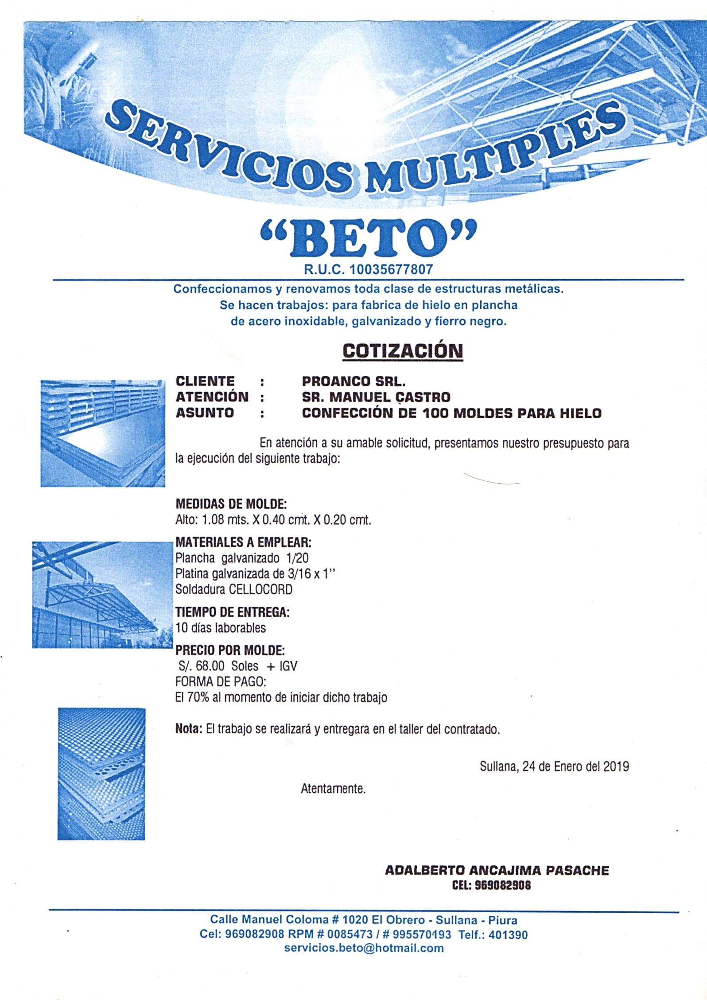 SERVICIOS MULTIPLES
“BETO”
R.U.C. 10035677807
Confeccionamos y renovamos toda clase de estructuras metálicas.
Se hacen trabajos: para fabrica de hielo en plancha
de acero inoxidable, galvanizado y fierro negro.
COTIZACIÓN
CLIENTE : PROANCO SRL.
ATENCIÓN : SR. MANUEL CASTRO
ASUNTO : CONFECCIÓN DE 100 MOLDES PARA HIELO
En atención a su amable solicitud, presentamos nuestro presupuesto para
la ejecución del siguiente trabajo:
MEDIDAS DE MOLDE:
Alto: 1.08 mts. X 0.40 cmt. X 0.20 cmt.
MATERIALES A EMPLEAR:
Plancha galvanizado 1/20
Platina galvanizada de 3/16 x 1’’
Soldadura CELLOCORD
TIEMPO DE ENTREGA:
10 días laborables
PRECIO POR MOLDE:
S/. 68.00 Soles + IGV
FORMA DE PAGO:
El 70% al momento de iniciar dicho trabajo
Nota: El trabajo se realizará y entregara en el taller del contratado.
Sullana, 24 de Enero del 2019
Atentamente.
ADALBERTO ANCAJIMA PASACHE
CEL: 969082908
Calle Manuel Coloma # 1020 El Obrero - Sullana - Piura
Cel: 969082908 RPM # 0085473 / # 995570193 Telf.: 401390
servicios.beto@hotmail.com